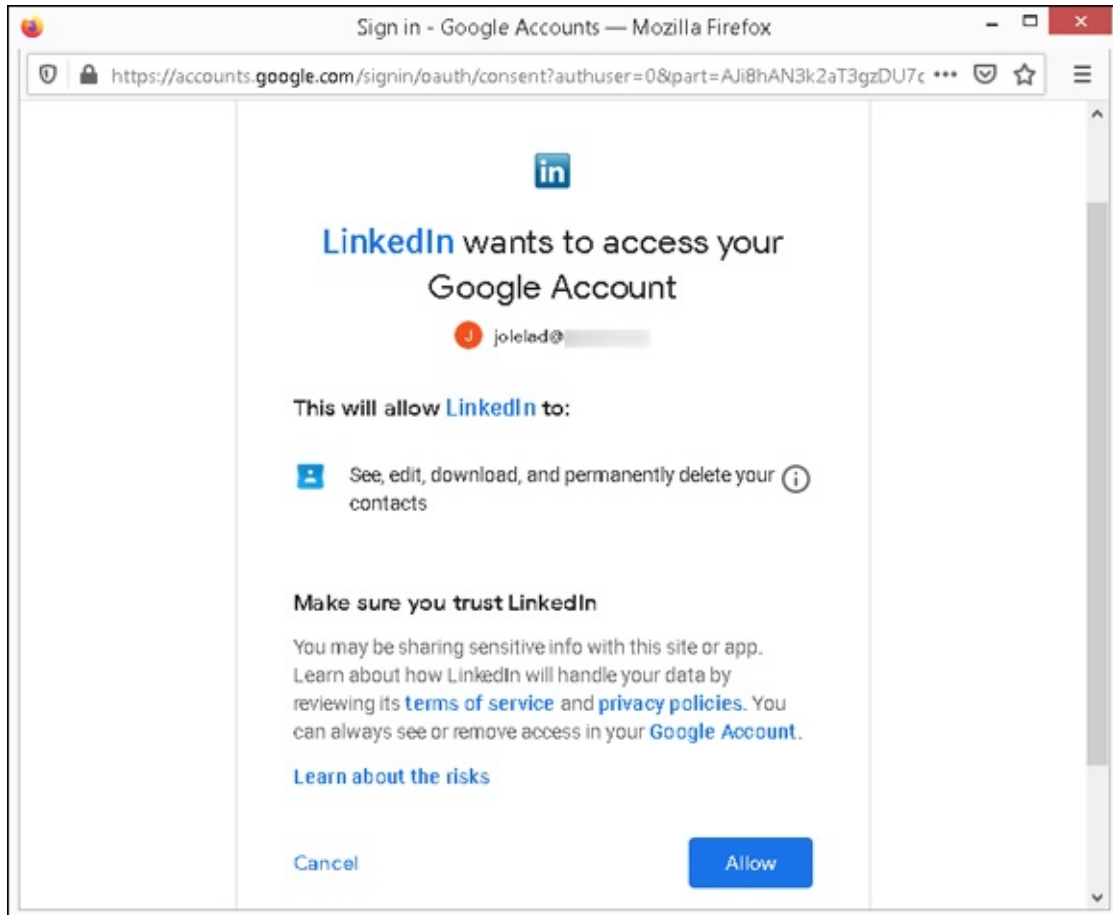 Sign in - Google Accounts — Mozilla Firefox
https://accounts.google.com/signin/oauth/consent?authuser=0&part=AJi8hAN3k2aT3gzDU7c
in
LinkedIn wants to access your
Google Account
J jolelad@
This will allow LinkedIn to:
See, edit, download, and permanently delete your
contacts
Make sure you trust LinkedIn
You may be sharing sensitive info with this site or app.
Learn about how LinkedIn will handle your data by
reviewing its terms of service and privacy policies. You
can always see or remove access in your Google Account.
Learn about the risks
Cancel
Allow